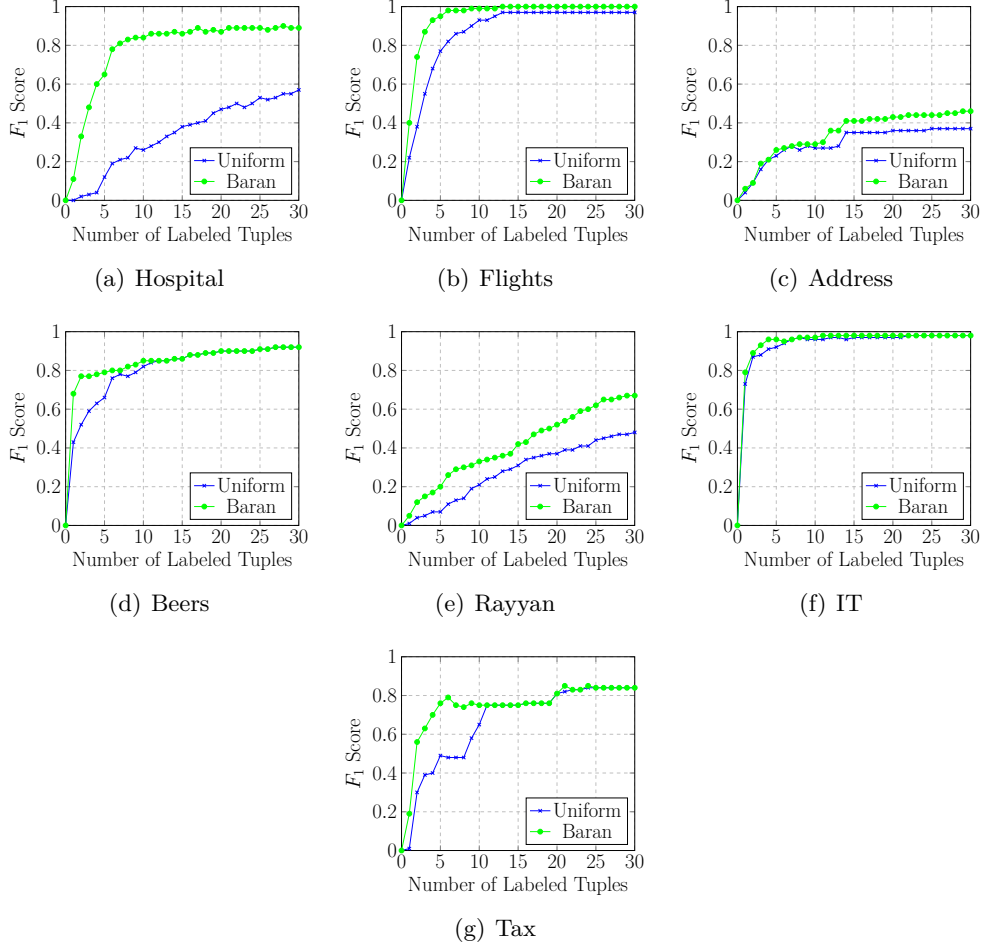 0 5 10 15 20 25 30
0
0.2
0.4
0.6
0.8
1
Number of Labeled Tuples
F1 Score
Uniform
Baran
(a) Hospital
0 5 10 15 20 25 30
0
0.2
0.4
0.6
0.8
1
Number of Labeled Tuples
F1 Score
Uniform
Baran
(b) Flights
0 5 10 15 20 25 30
0
0.2
0.4
0.6
0.8
1
Number of Labeled Tuples
F1 Score
Uniform
Baran
(c) Address
0 5 10 15 20 25 30
0
0.2
0.4
0.6
0.8
1
Number of Labeled Tuples
F1 Score
Uniform
Baran
(d) Beers
0 5 10 15 20 25 30
0
0.2
0.4
0.6
0.8
1
Number of Labeled Tuples
F1 Score
Uniform
Baran
(e) Rayyan
0 5 10 15 20 25 30
0
0.2
0.4
0.6
0.8
1
Number of Labeled Tuples
F1 Score
Uniform
Baran
(f) IT
0 5 10 15 20 25 30
0
0.2
0.4
0.6
0.8
1
Number of Labeled Tuples
F1 Score
Uniform
Baran
(g) Tax